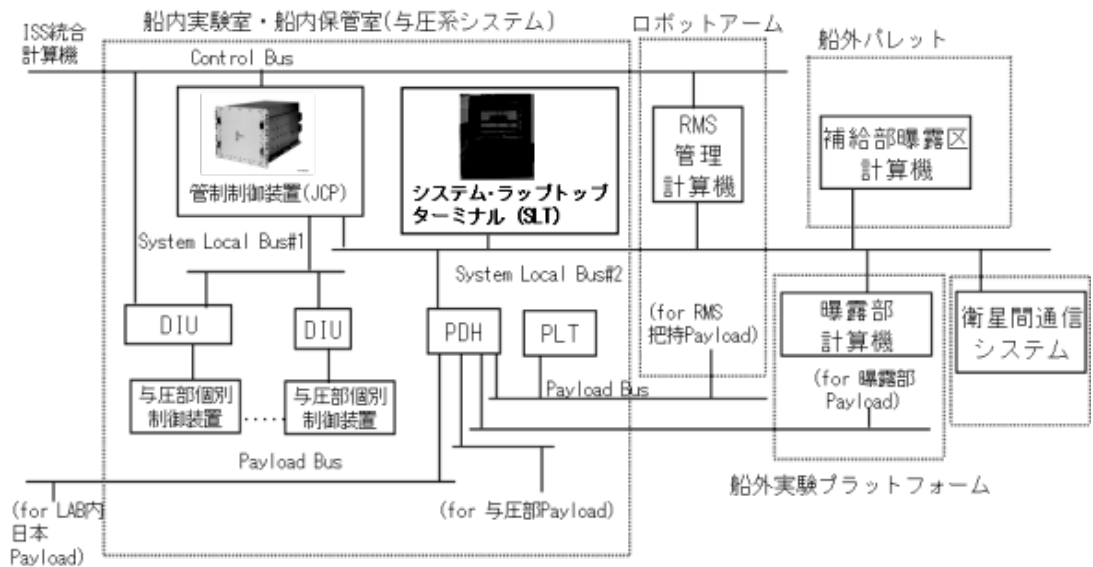 船内実験室・船内保管室(与圧系システム)
ロボットアーム
船外パレット
ISS統合
計算機
Control Bus
管制制御装置(JCP)
システム・ラップトップ
ターミナル (SLT)
RMS
管理
計算機
補給部曝露区
計算機
System Local Bus#1
System Local Bus#2
DIU
DIU
PDH
PLT
(for RMS
把持Payload)
曝露部
計算機
衛星間通信
システム
与圧部個別
制御装置
与圧部個別
制御装置
Payload Bus
(for 曝露部
Payload)
Payload Bus
船外実験プラットフォーム
(for LAB内
日本
Payload)
(for 与圧部Payload)